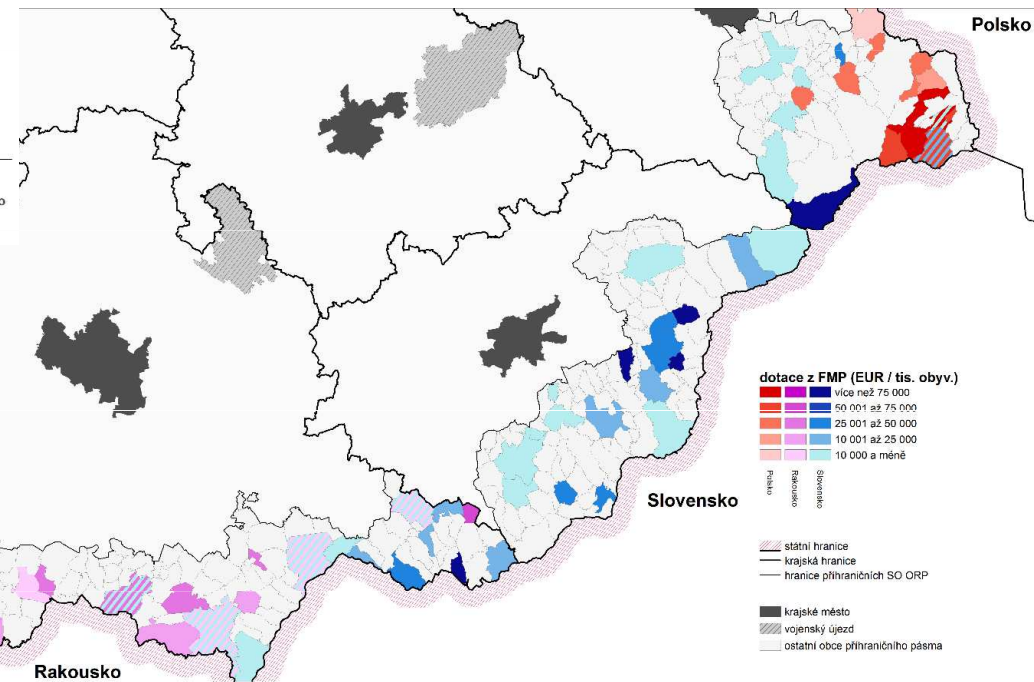 Polsko
dotace z FMP (EUR / tis. obyv.)
více než 75 000
50 001 až 75 000
25 001 až 50 000
10 001 až 25 000
10 000 a méně
Polsko
Rakousko
Slovensko
Slovensko
státní hranice
krajská hranice
hranice příhraničních SO ORP
krajské město
vojenský újezd
ostatní obce příhraničního pásma
Rakousko